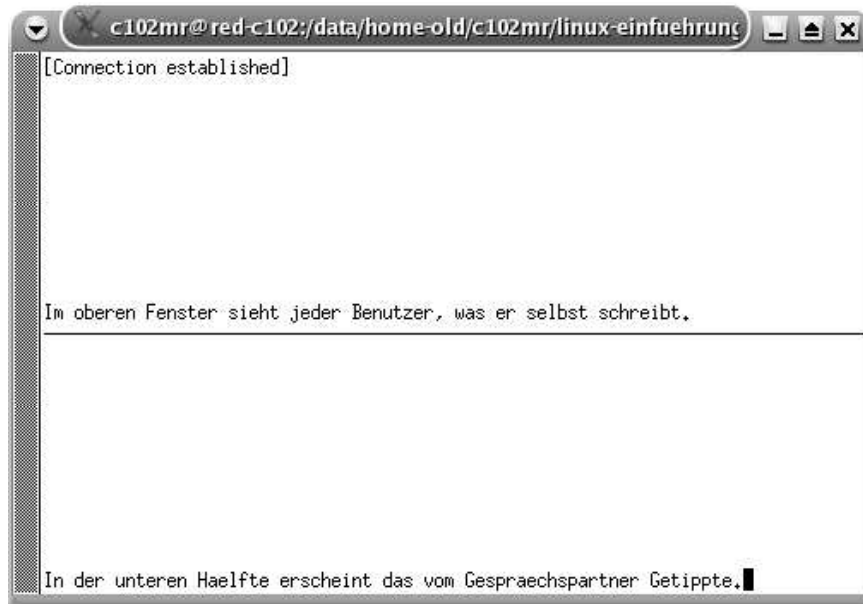 c102mr@red-c102:/data/home-old/c102mr/linux-einfuehrung
[Connection established]
Im oberen Fenster sieht jeder Benutzer, was er selbst schreibt.
In der unteren Haelfte erscheint das vom Gespraechspartner Getippte.